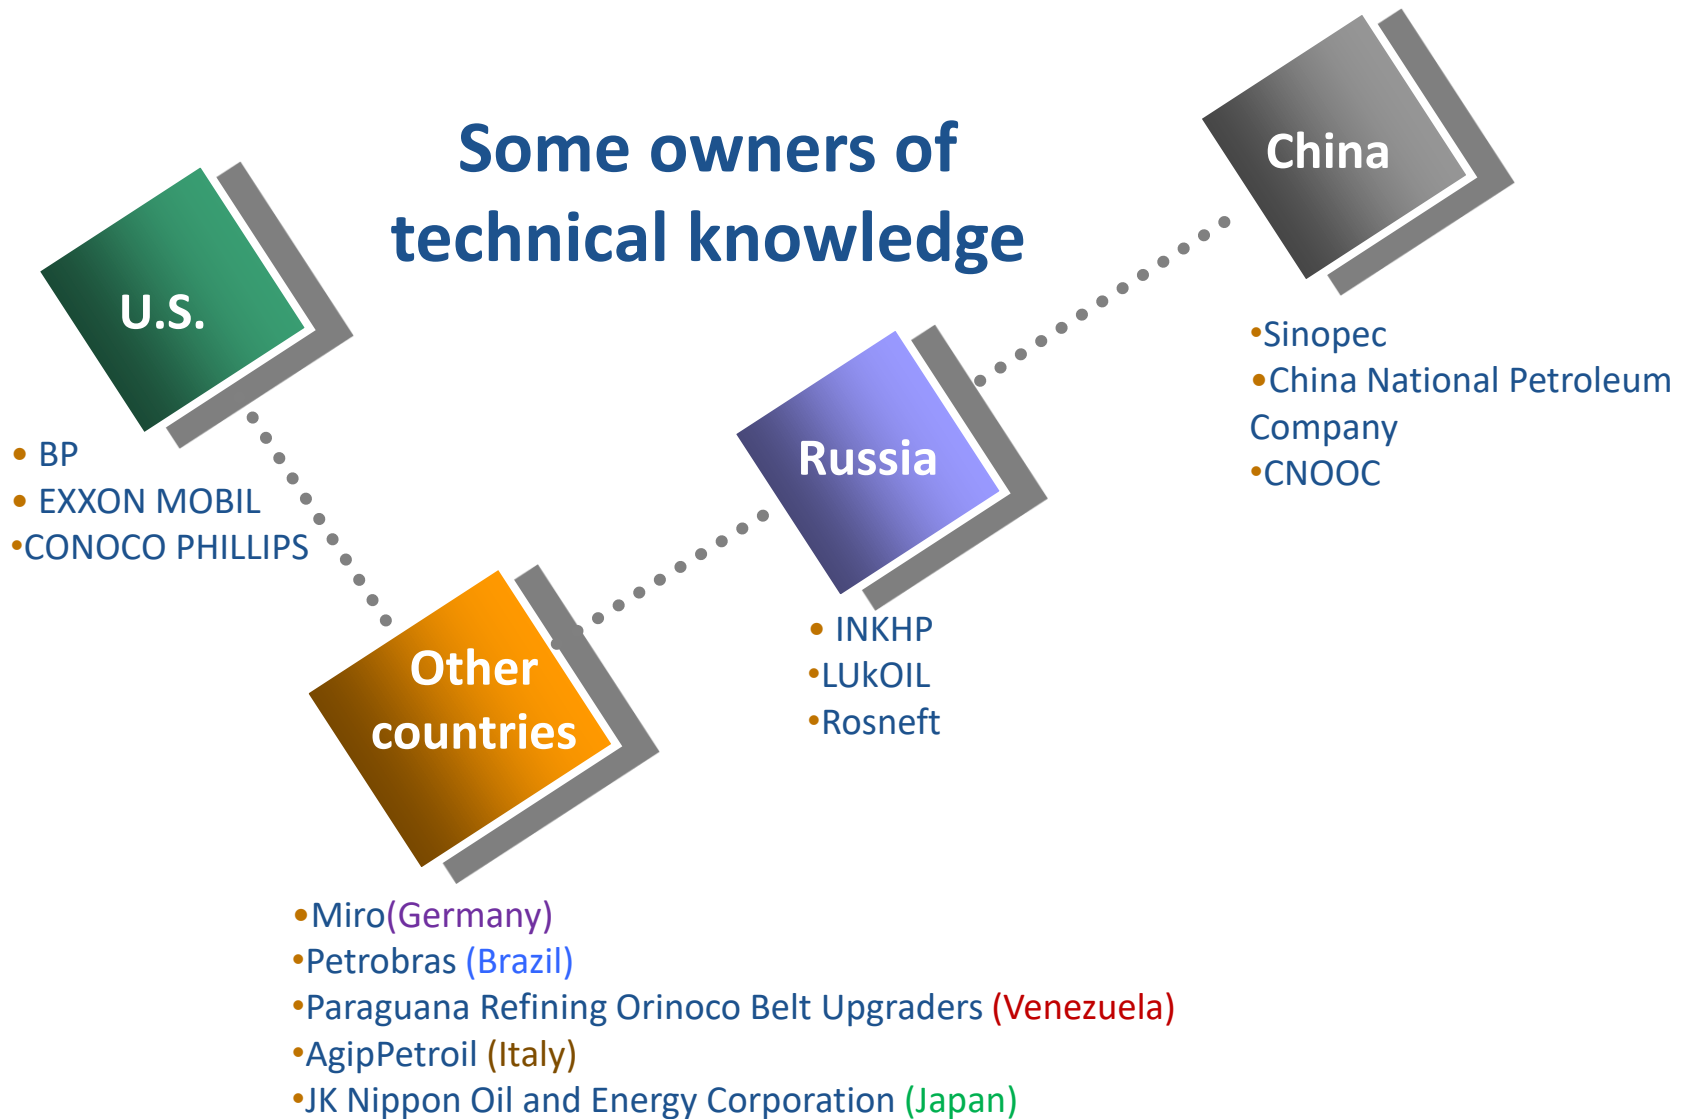 Some owners of
technical knowledge
U.S.
• BP
• EXXON MOBIL
•CONOCO PHILLIPS
Other
countries
•Miro(Germany)
•Petrobras (Brazil)
•Paraguana Refining Orinoco Belt Upgraders (Venezuela)
•AgipPetroil (Italy)
•JK Nippon Oil and Energy Corporation (Japan)
Russia
• INKHP
•LUkOIL
•Rosneft
China
•Sinopec
•China National Petroleum
Company
•CNOOC